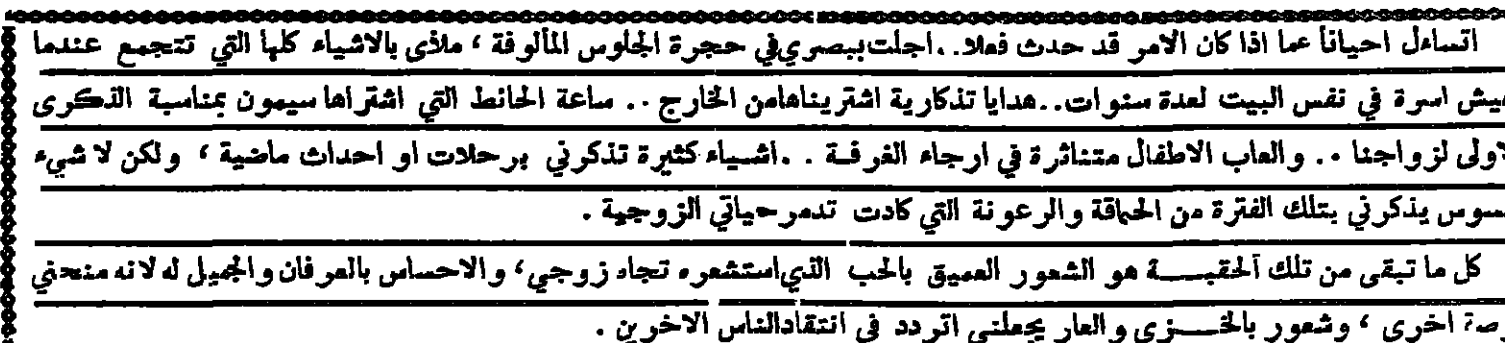 اتساءل احيانا عما اذا كان الامر قد حدث فعلا..اجلت ببصري في حجرة الجلوس المألوفة ، ملأى بالاشياء كلها التي تتجمع عندما
اسرة في نفس البيت لعدة سنوات..هدايا تذكارية اشتريناها من الخارج .. ساعة الحائط التي اشتراها سيمون بمناسبة الذكرى
لزواجنا .. والعاب الاطفال متناثرة في ارجاء الغرفة . .اشياء كثيرة تذكرني برحلات او احداث ماضية ، ولكن لا شيء
يذكرني بتلك الفترة من الحماقة والرعونة التي كادت تدمر حياتي الزوجية .
كل ما تبقى من تلك الحقبة هو الشعور العميق بالحب الذي استشعره تجاه زوجي، والاحساس بالعرفان والجميل له لانه منحني
اخرى ، وشعور بالخزي والعار يجعلني اتردد في انتقاد الناس الاخرين .